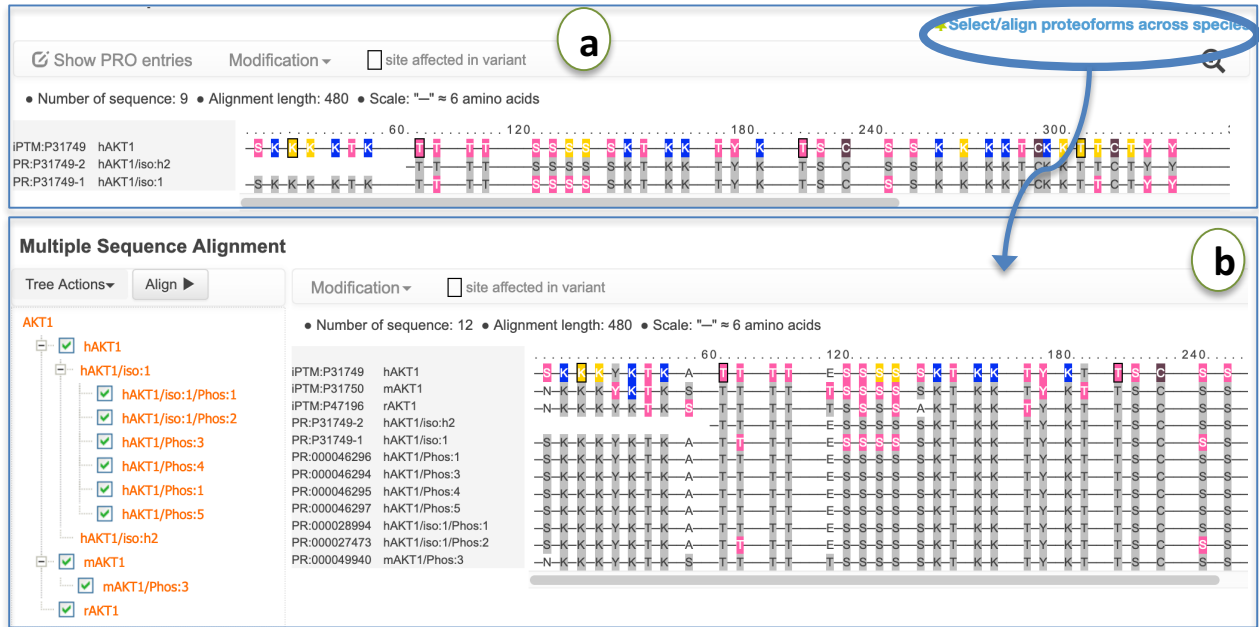 Select/align proteoforms across species
a
Show PRO entries Modification site affected in variant
● Number of sequence: 9 ● Alignment length: 480 ● Scale: "—" ≈ 6 amino acids
60 120 180 240 300
iPTM:P31749 hAKT1 S K K K K T K T T T T S S S S S K T K K T Y K T S C S S K K K K T C K K T T C T Y Y
PR:P31749-2 hAKT1/iso:h2 T T T T S S S S S K T K K T Y K T S C S S K K K K T C K K T T C T Y Y
PR:P31749-1 hAKT1/iso:1 S K K K K T K T T T T S S S S S K T K K T Y K T S C S S K K K K T C K K T T C T Y Y
Multiple Sequence Alignment
b
Tree Actions Align ▶
AKT1
hAKT1
hAKT1/iso:1
hAKT1/iso:1/Phos:1
hAKT1/iso:1/Phos:2
hAKT1/Phos:3
hAKT1/Phos:4
hAKT1/Phos:1
hAKT1/Phos:5
hAKT1/iso:h2
mAKT1
mAKT1/Phos:3
rAKT1
Modification site affected in variant
● Number of sequence: 12 ● Alignment length: 480 ● Scale: "—" ≈ 6 amino acids
60 120 180 240
iPTM:P31749 hAKT1 S K K K Y K T K A T T T T E S S S S S K T K K T Y K T T S C S S
iPTM:P31750 mAKT1 N K K K Y K T K S T T T T T S S S S S K T K K T Y K T T S C S S
iPTM:P47196 rAKT1 N K K K Y K T K S T T T T T S S S S A K T K K T Y K T T S C S S
PR:P31749-2 hAKT1/iso:h2 T T T T E S S S S S K T K K T Y K T T S C S S
PR:P31749-1 hAKT1/iso:1 S K K K Y K T K A T T T T E S S S S S K T K K T Y K T T S C S S
PR:000046296 hAKT1/Phos:1 S K K K Y K T K A T T T T E S S S S S K T K K T Y K T T S C S S
PR:000046294 hAKT1/Phos:3 S K K K Y K T K A T T T T E S S S S S K T K K T Y K T T S C S S
PR:000046295 hAKT1/Phos:4 S K K K Y K T K A T T T T E S S S S S K T K K T Y K T T S C S S
PR:000046297 hAKT1/Phos:5 S K K K Y K T K A T T T T E S S S S S K T K K T Y K T T S C S S
PR:000028994 hAKT1/iso:1/Phos:1 S K K K Y K T K A T T T T E S S S S S K T K K T Y K T T S C S S
PR:000027473 hAKT1/iso:1/Phos:2 S K K K Y K T K A T T T T E S S S S S K T K K T Y K T T S C S S
PR:000049940 mAKT1/Phos:3 N K K K Y K T K S T T T T T S S S S S K T K K T Y K T T S C S S